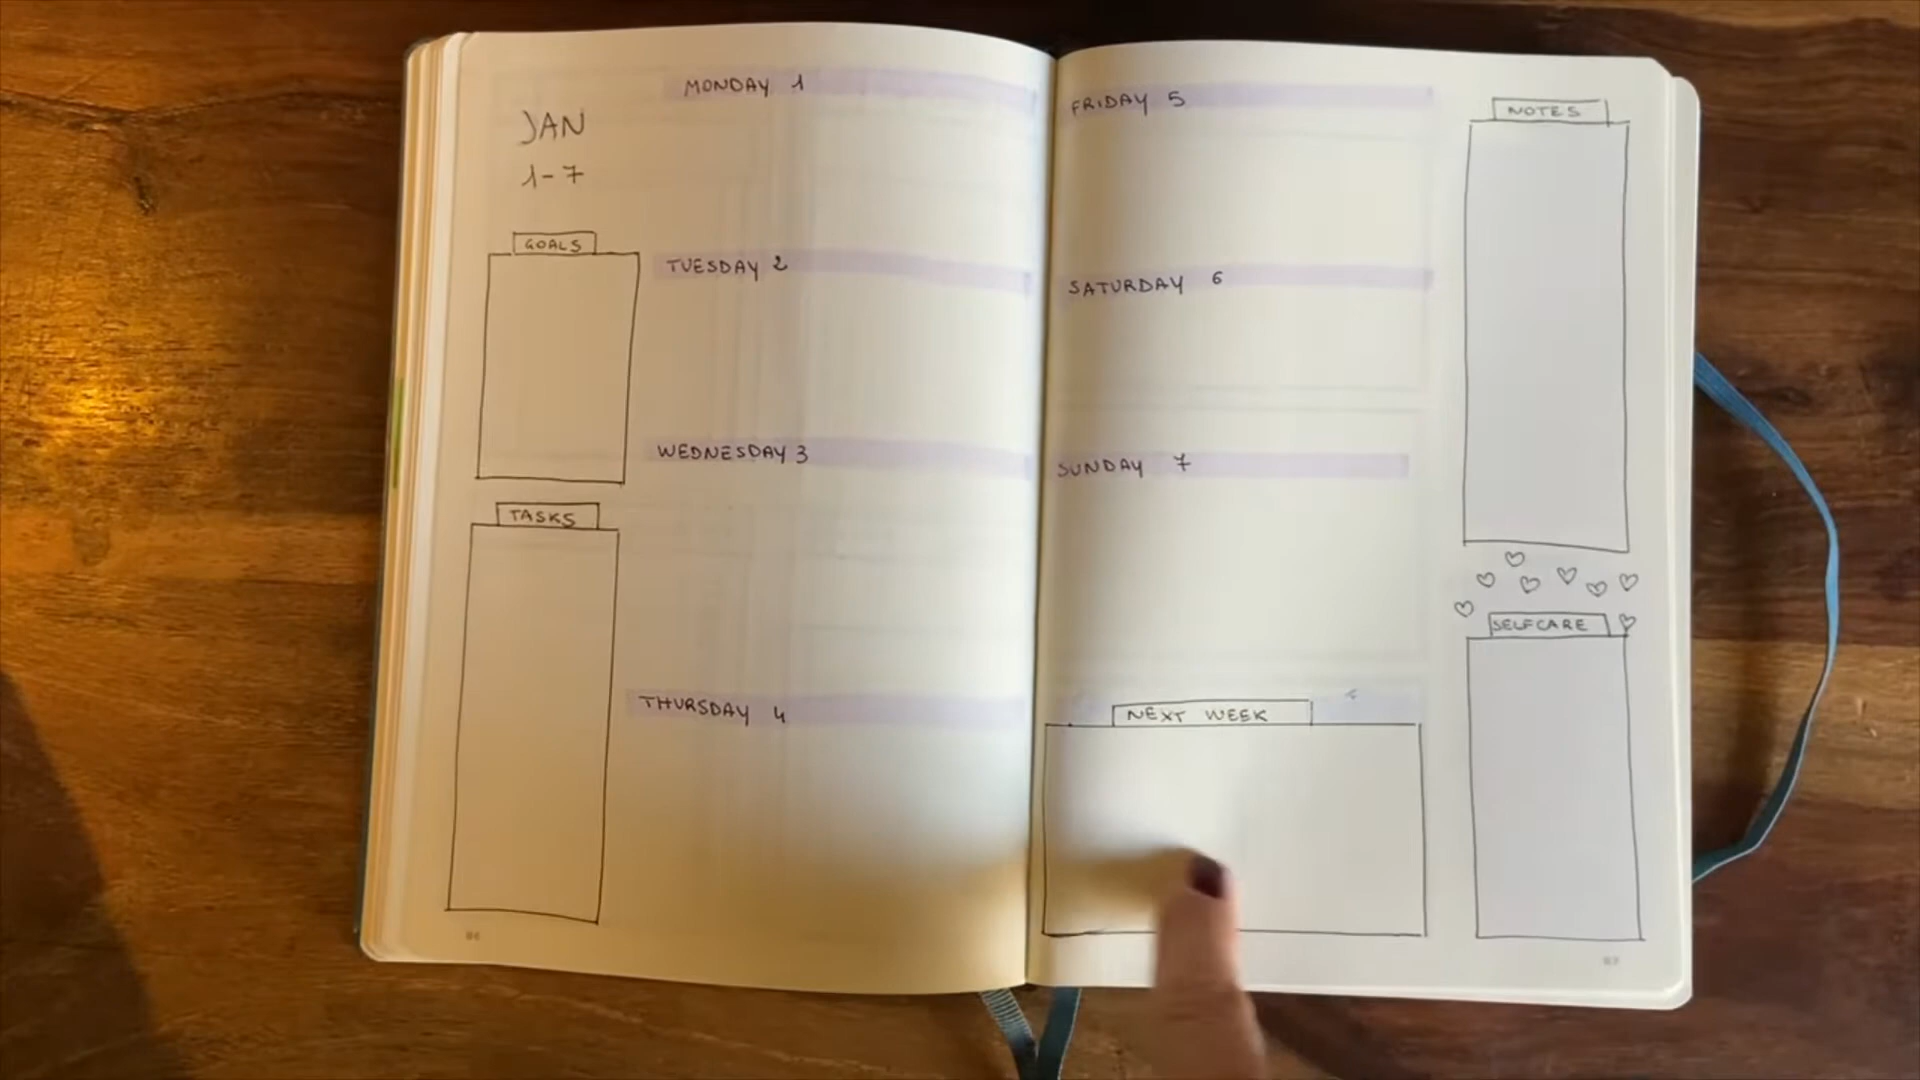 JAN
1-7
GOALS
TASKS
MONDAY 1
TUESDAY 2
WEDNESDAY 3
THURSDAY 4
FRIDAY 5
SATURDAY 6
SUNDAY 7
NEXT WEEK
NOTES
SELFCARE